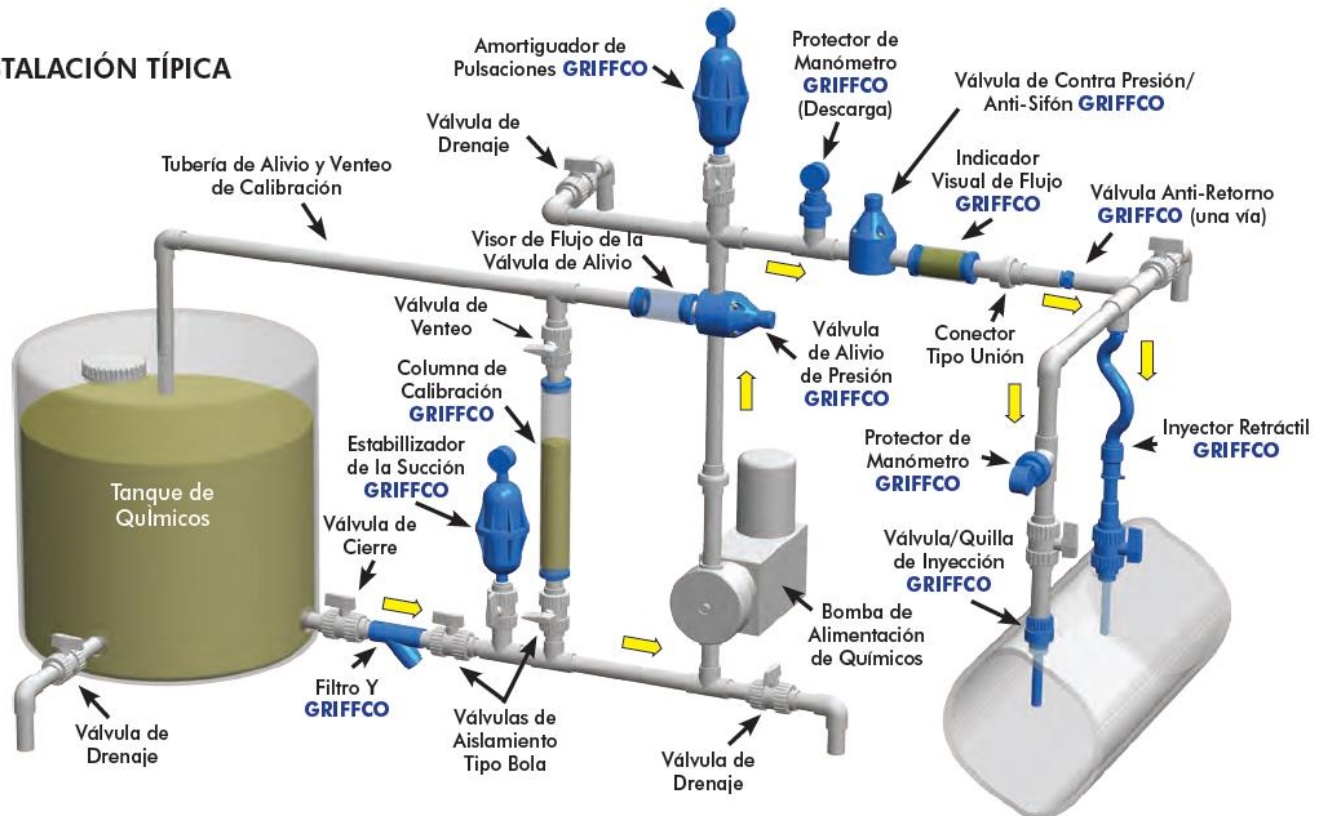 STALACIÓN TÍPICA
Amortiguador de
Pulsaciones GRIFFCO
Protector de
Manómetro
GRIFFCO
(Descarga)
Válvula de Contra Presión/
Anti-Sifón GRIFFCO
Válvula de
Drenaje
Indicador
Visual de Flujo
GRIFFCO
Tubería de Alivio y Venteo
de Calibración
Válvula Anti-Retorno
GRIFFCO (una vía)
Visor de Flujo de la
Válvula de Alivio
Válvula de
Venteo
Válvula
de Alivio
de Presión
GRIFFCO
Conector
Tipo Unión
Columna de
Calibración
GRIFFCO
Estabillizador
de la Succión
GRIFFCO
Protector de
Manómetro
GRIFFCO
Inyector Retráctil
GRIFFCO
Tanque de
QuÌmicos
Válvula de
Cierre
Válvula/Quilla
de Inyección
GRIFFCO
Bomba de
Alimentación
de Químicos
Filtro Y
GRIFFCO
Válvulas de
Aislamiento
Tipo Bola
Válvula de
Drenaje
Válvula de
Drenaje